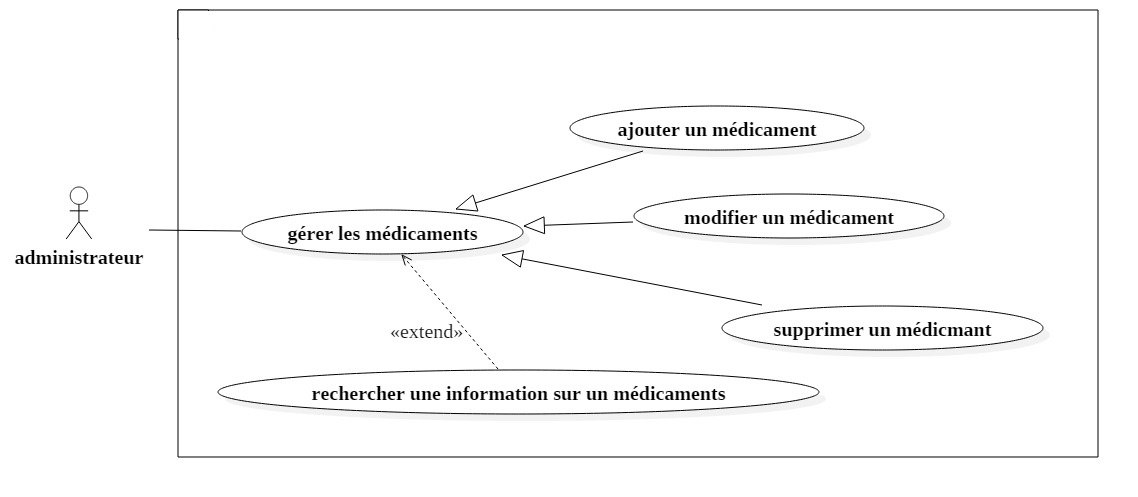 ajouter un médicament
modifier un médicament
gérer les médicaments
administrateur
supprimer un médicmant
«extend»
rechercher une information sur un médicaments